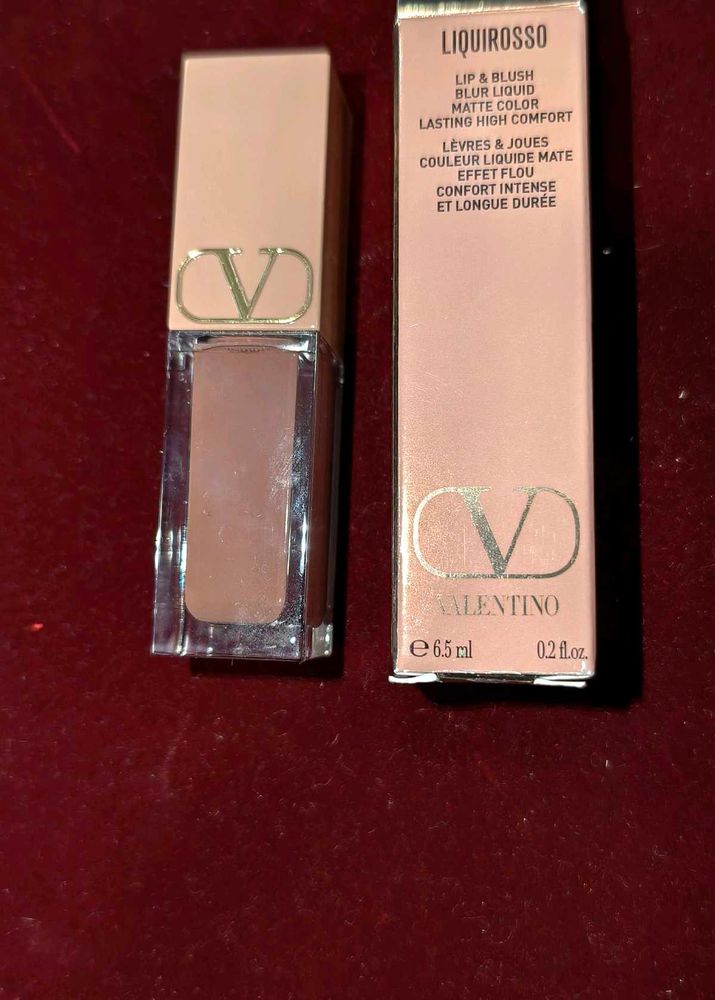 LIQUIROSSO
LIP & BLUSH
BLUR LIQUID
MATTE COLOR
LASTING HIGH COMFORT
LÈVRES & JOUES
COULEUR LIQUIDE MATE
EFFET FLOU
CONFORT INTENSE
ET LONGUE DURÉE
V
V
VALENTINO
℮ 6.5 ml 0.2 fl.oz.